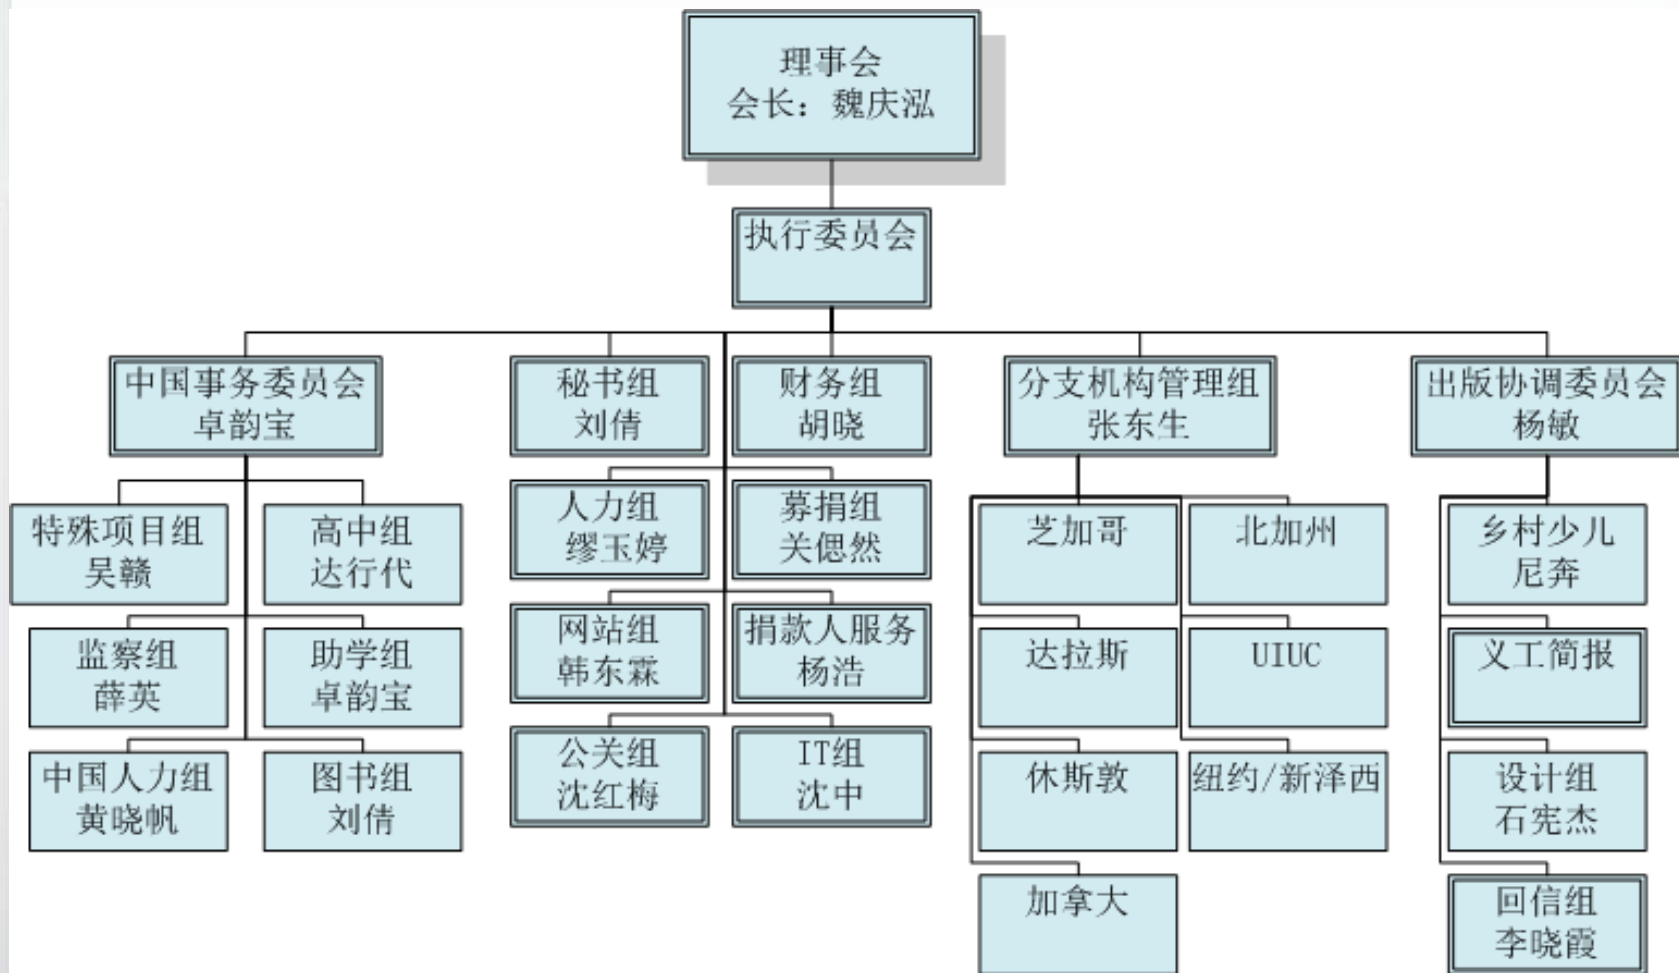 理事会
会长：魏庆泓
执行委员会
中国事务委员会
卓韵宝
秘书组
刘倩
财务组
胡晓
分支机构管理组
张东生
出版协调委员会
杨敏
特殊项目组
吴赣
高中组
达行代
人力组
缪玉婷
募捐组
关偲然
芝加哥
北加州
乡村少儿
尼奔
监察组
薛英
助学组
卓韵宝
网站组
韩东霖
捐款人服务
杨浩
达拉斯
UIUC
义工简报
中国人力组
黄晓帆
图书组
刘倩
公关组
沈红梅
IT组
沈中
休斯敦
纽约/新泽西
设计组
石宪杰
加拿大
回信组
李晓霞